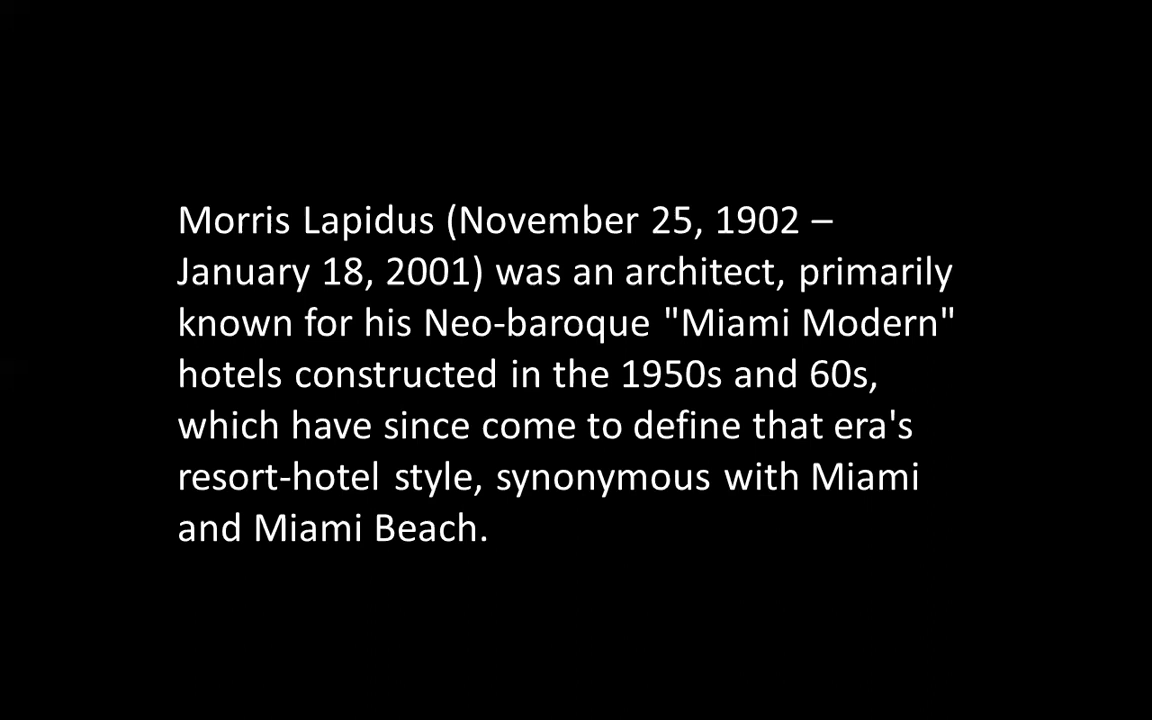 Morris Lapidus (November 25, 1902 –
January 18, 2001) was an architect, primarily
known for his Neo-baroque "Miami Modern"
hotels constructed in the 1950s and 60s,
which have since come to define that era's
resort-hotel style, synonymous with Miami
and Miami Beach.